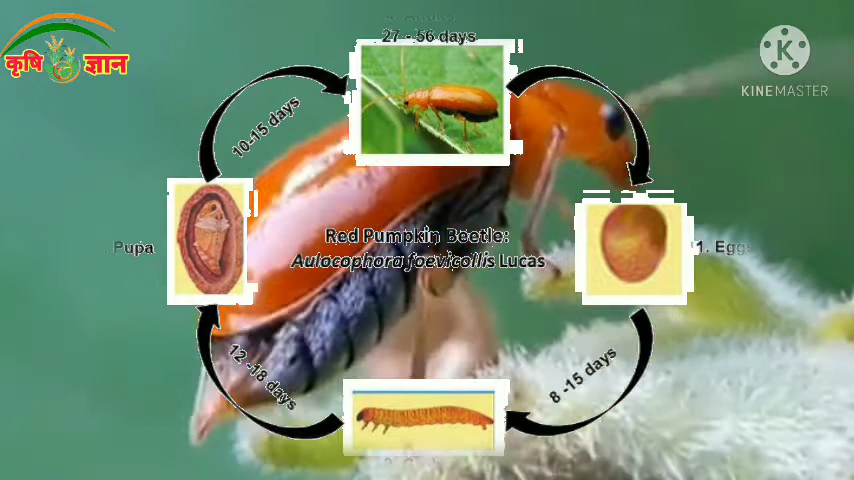 27 - 56 days
कृषि ज्ञान
KINEMASTER
10-15 days
Pupa
Red Pumpkin Beetle:
Aulocophora foevicollis Lucas
1. Eggs
12 -18 days
8 -15 days